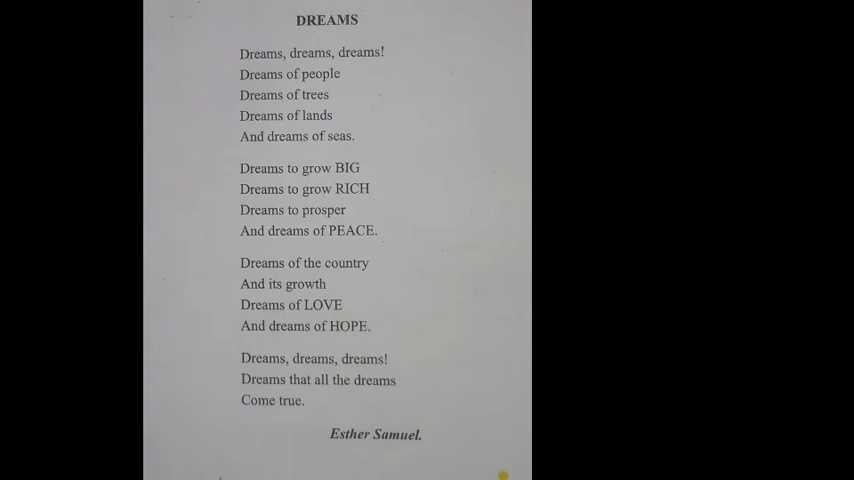 DREAMS
Dreams, dreams, dreams!
Dreams of people
Dreams of trees
Dreams of lands
And dreams of seas.
Dreams to grow BIG
Dreams to grow RICH
Dreams to prosper
And dreams of PEACE.
Dreams of the country
And its growth
Dreams of LOVE
And dreams of HOPE.
Dreams, dreams, dreams!
Dreams that all the dreams
Come true.
Esther Samuel.